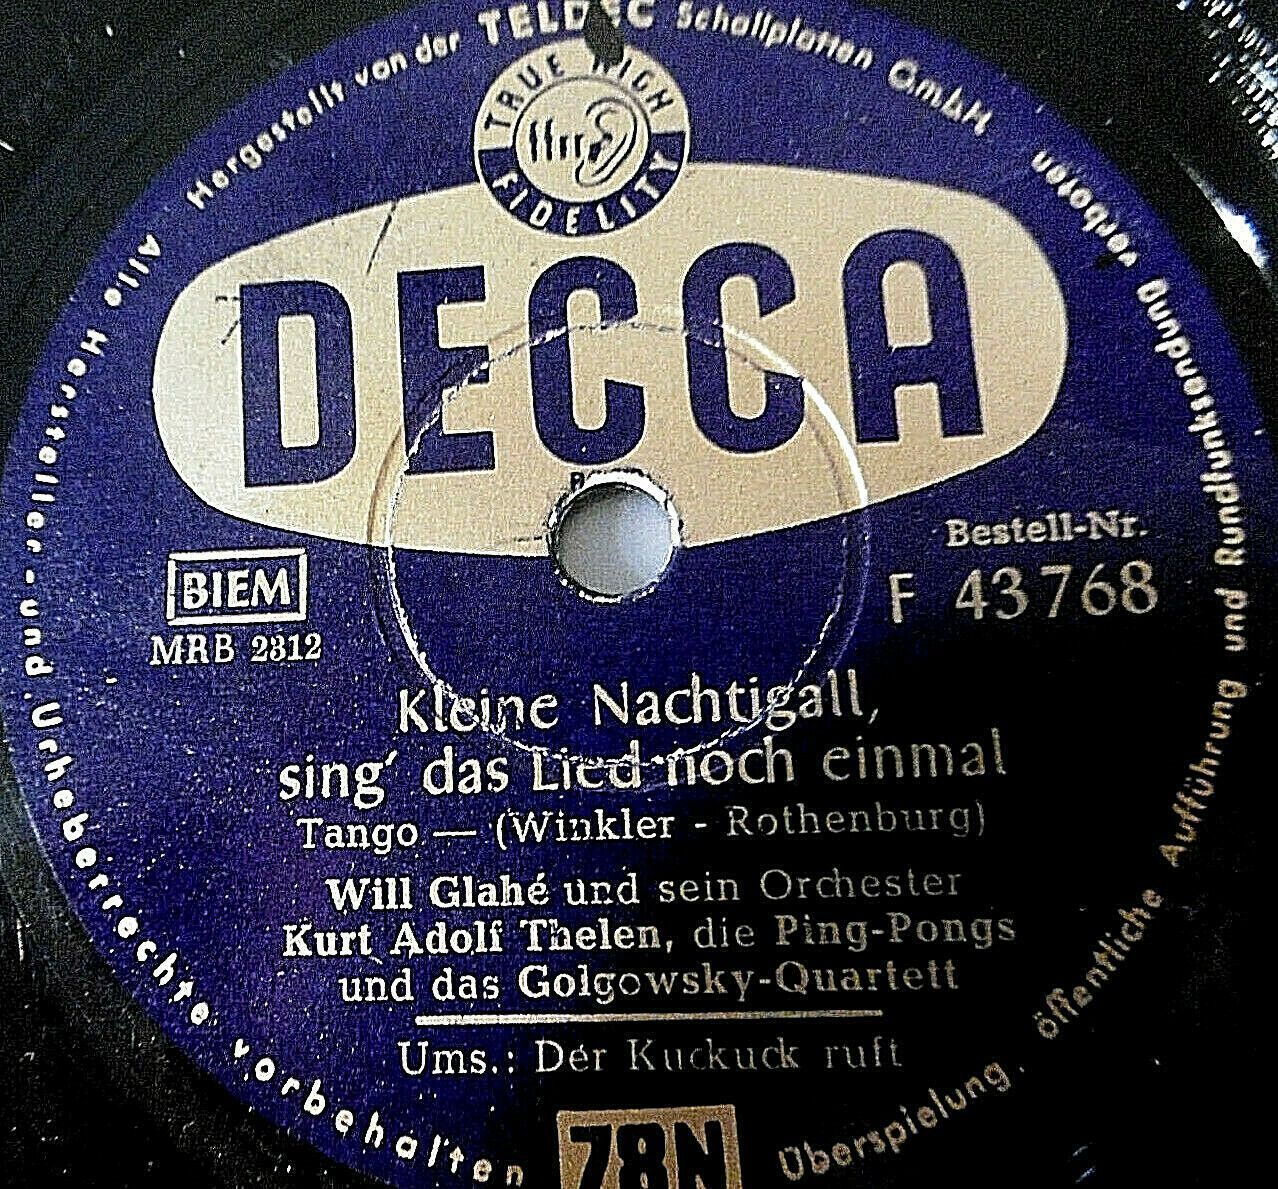 Alle Hersteller- und Urheberrechte vorbehalten
Hergestellt von der TELDEC Schallplatten GmbH
Überspielung, öffentliche Aufführung und Rundfunksendung verboten
TRUE HIGH
ffrr
FIDELITY
DECCA
BIEM
MRB 2312
Bestell-Nr.
F 43768
Kleine Nachtigall,
sing' das Lied noch einmal
Tango — (Winkler - Rothenburg)
Will Glahé und sein Orchester
Kurt Adolf Thelen, die Ping-Pongs
und das Golgowsky-Quartett
Ums.: Der Kuckuck ruft
78N